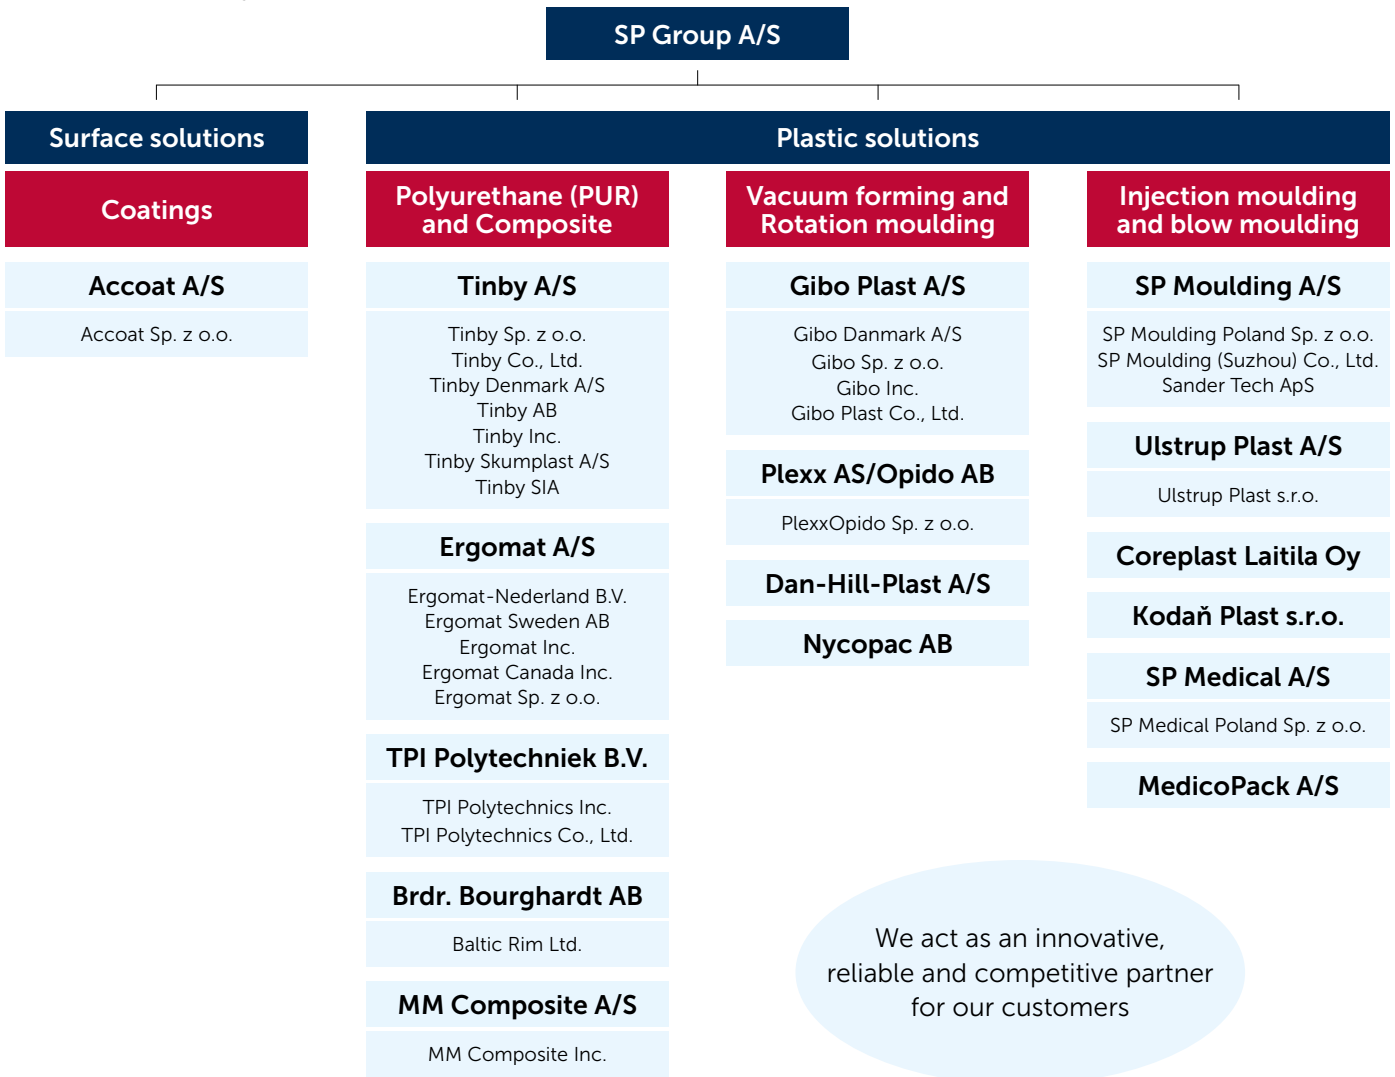 SP Group A/S
Surface solutions
Plastic solutions
Coatings
Polyurethane (PUR)
and Composite
Vacuum forming and
Rotation moulding
Injection moulding
and blow moulding
Accoat A/S
Accoat Sp. z o.o.
Tinby A/S
Tinby Sp. z o.o.
Tinby Co., Ltd.
Tinby Denmark A/S
Tinby AB
Tinby Inc.
Tinby Skumplast A/S
Tinby SIA
Ergomat A/S
Ergomat-Nederland B.V.
Ergomat Sweden AB
Ergomat Inc.
Ergomat Canada Inc.
Ergomat Sp. z o.o.
TPI Polytechniek B.V.
TPI Polytechnics Inc.
TPI Polytechnics Co., Ltd.
Brdr. Bourghardt AB
Baltic Rim Ltd.
MM Composite A/S
MM Composite Inc.
Gibo Plast A/S
Gibo Danmark A/S
Gibo Sp. z o.o.
Gibo Inc.
Gibo Plast Co., Ltd.
Plexx AS/Opido AB
PlexxOpido Sp. z o.o.
Dan-Hill-Plast A/S
Nycopac AB
SP Moulding A/S
SP Moulding Poland Sp. z o.o.
SP Moulding (Suzhou) Co., Ltd.
Sander Tech ApS
Ulstrup Plast A/S
Ulstrup Plast s.r.o.
Coreplast Laitila Oy
Kodaň Plast s.r.o.
SP Medical A/S
SP Medical Poland Sp. z o.o.
MedicoPack A/S
We act as an innovative,
reliable and competitive partner
for our customers